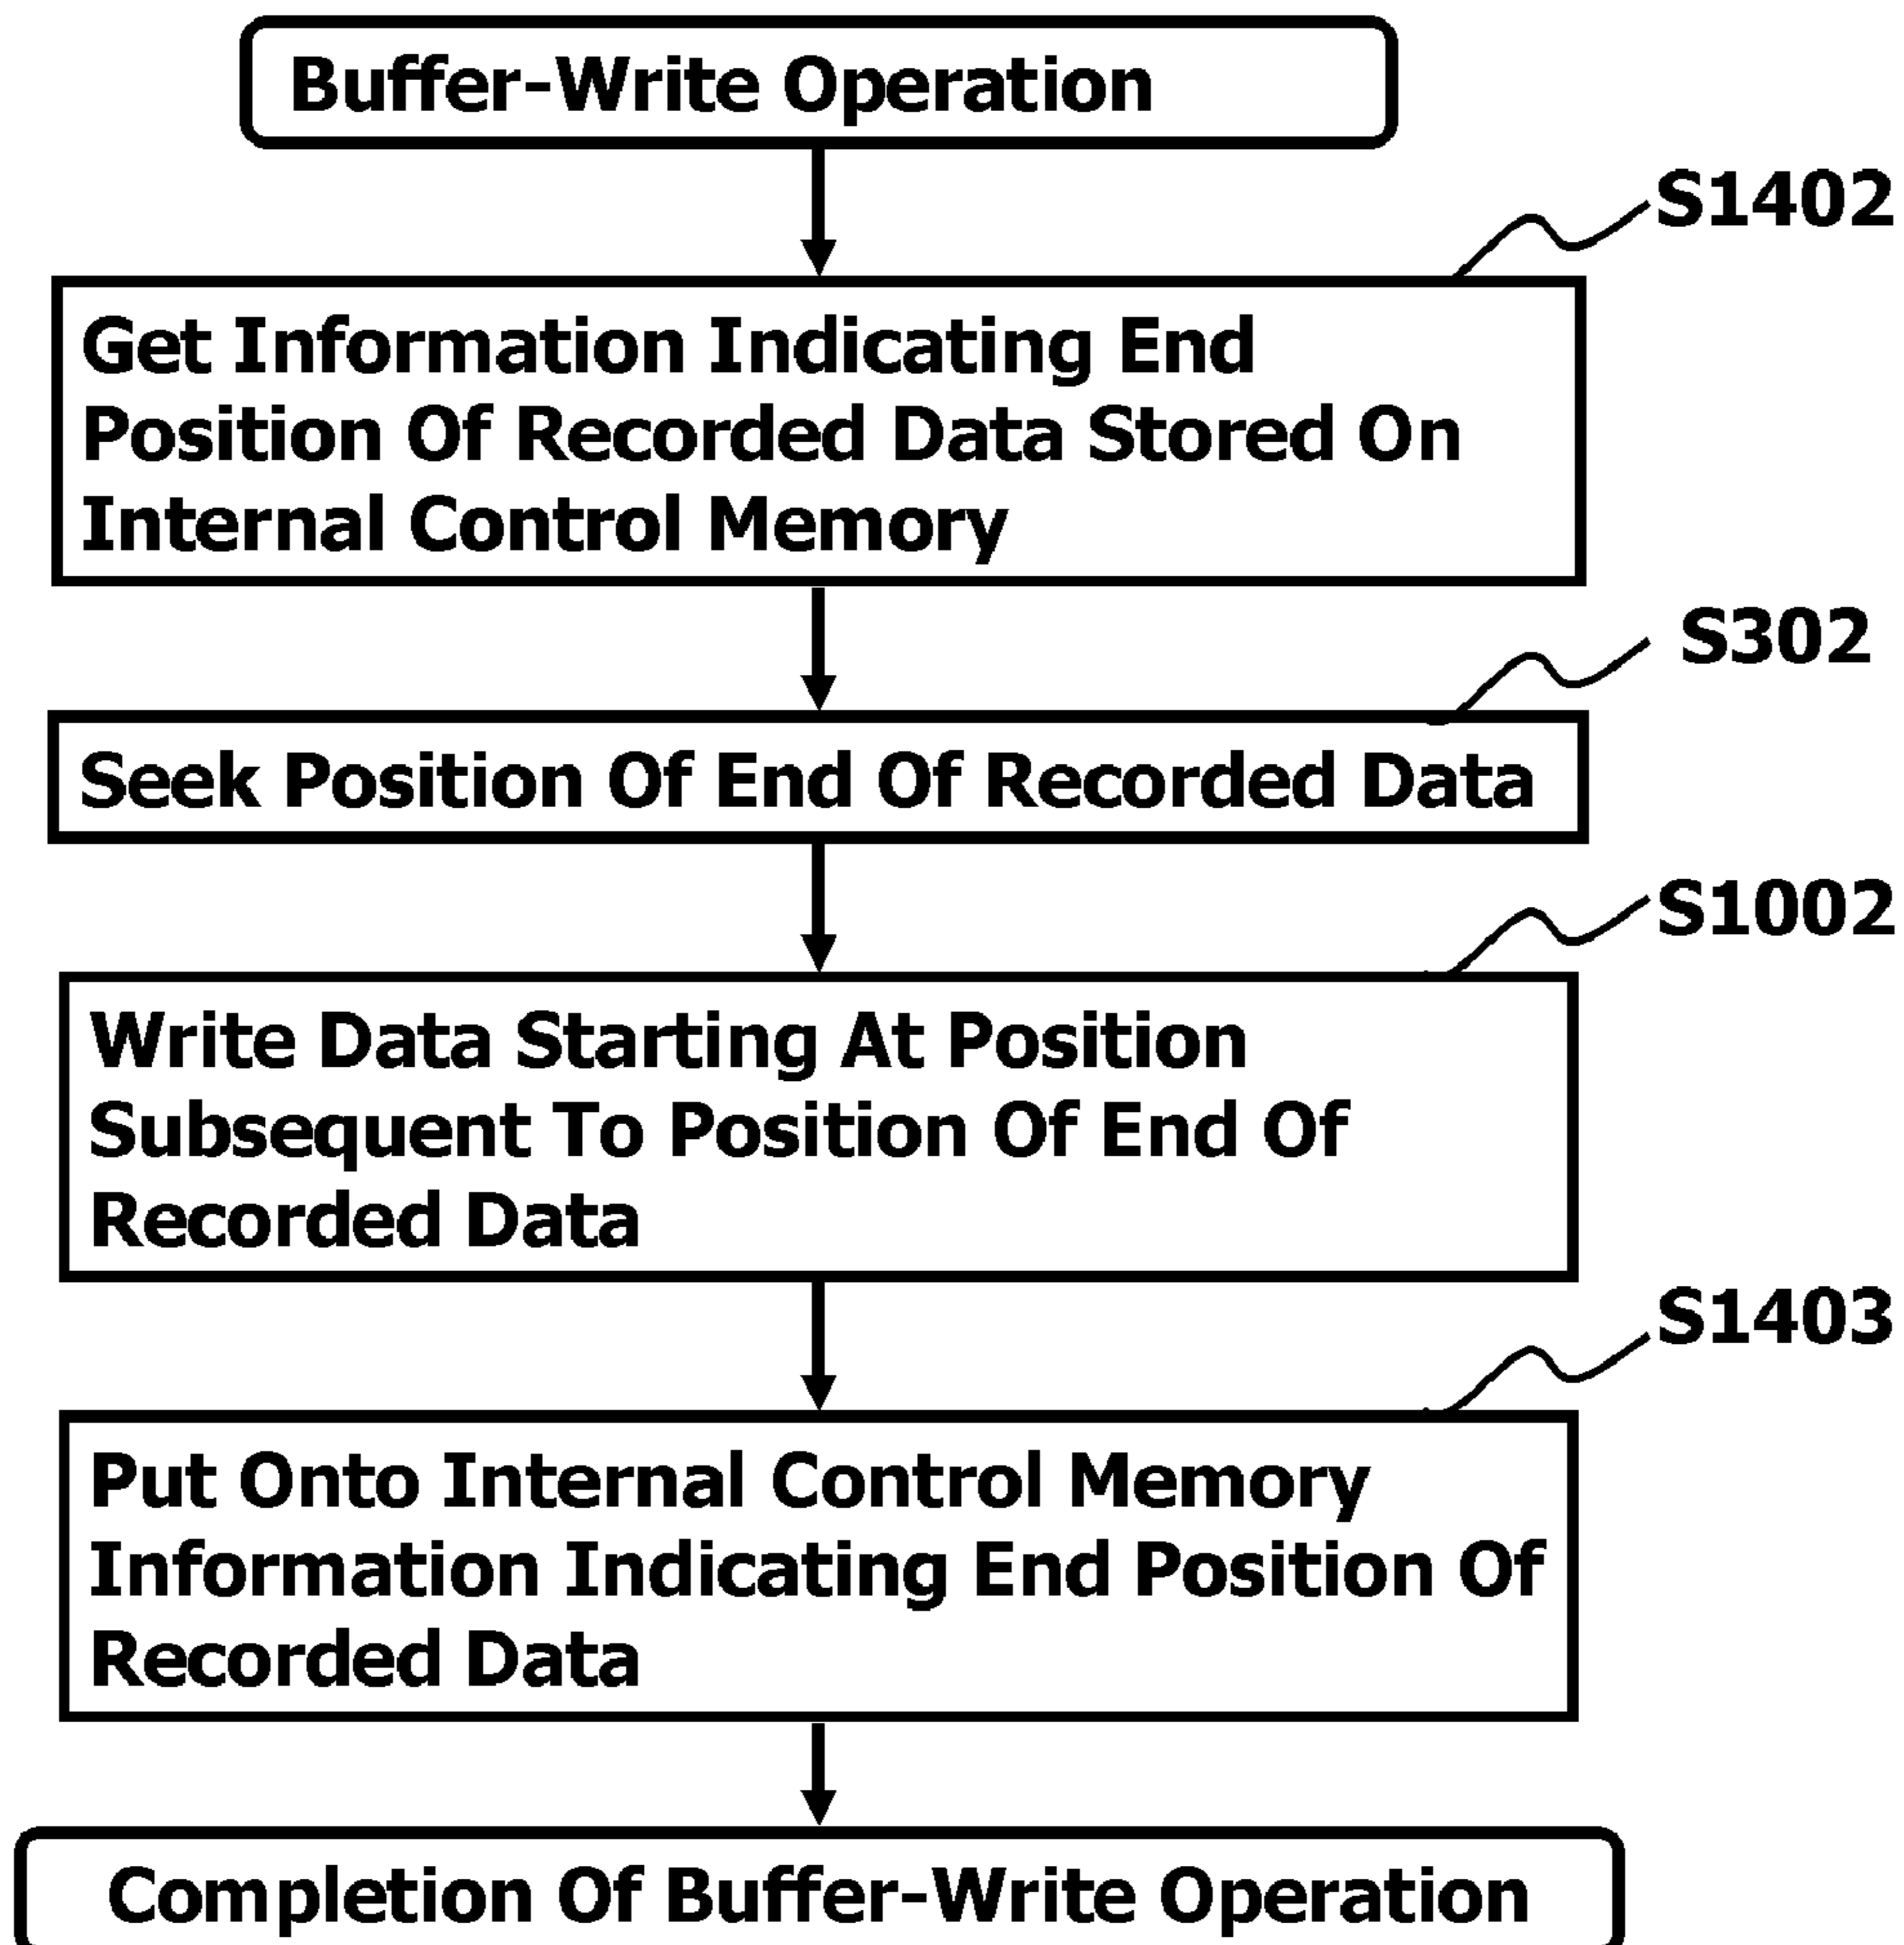 Buffer-Write Operation
S1402
Get Information Indicating End
Position Of Recorded Data Stored On
Internal Control Memory
S302
Seek Position Of End Of Recorded Data
S1002
Write Data Starting At Position
Subsequent To Position Of End Of
Recorded Data
S1403
Put Onto Internal Control Memory
Information Indicating End Position Of
Recorded Data
Completion Of Buffer-Write Operation